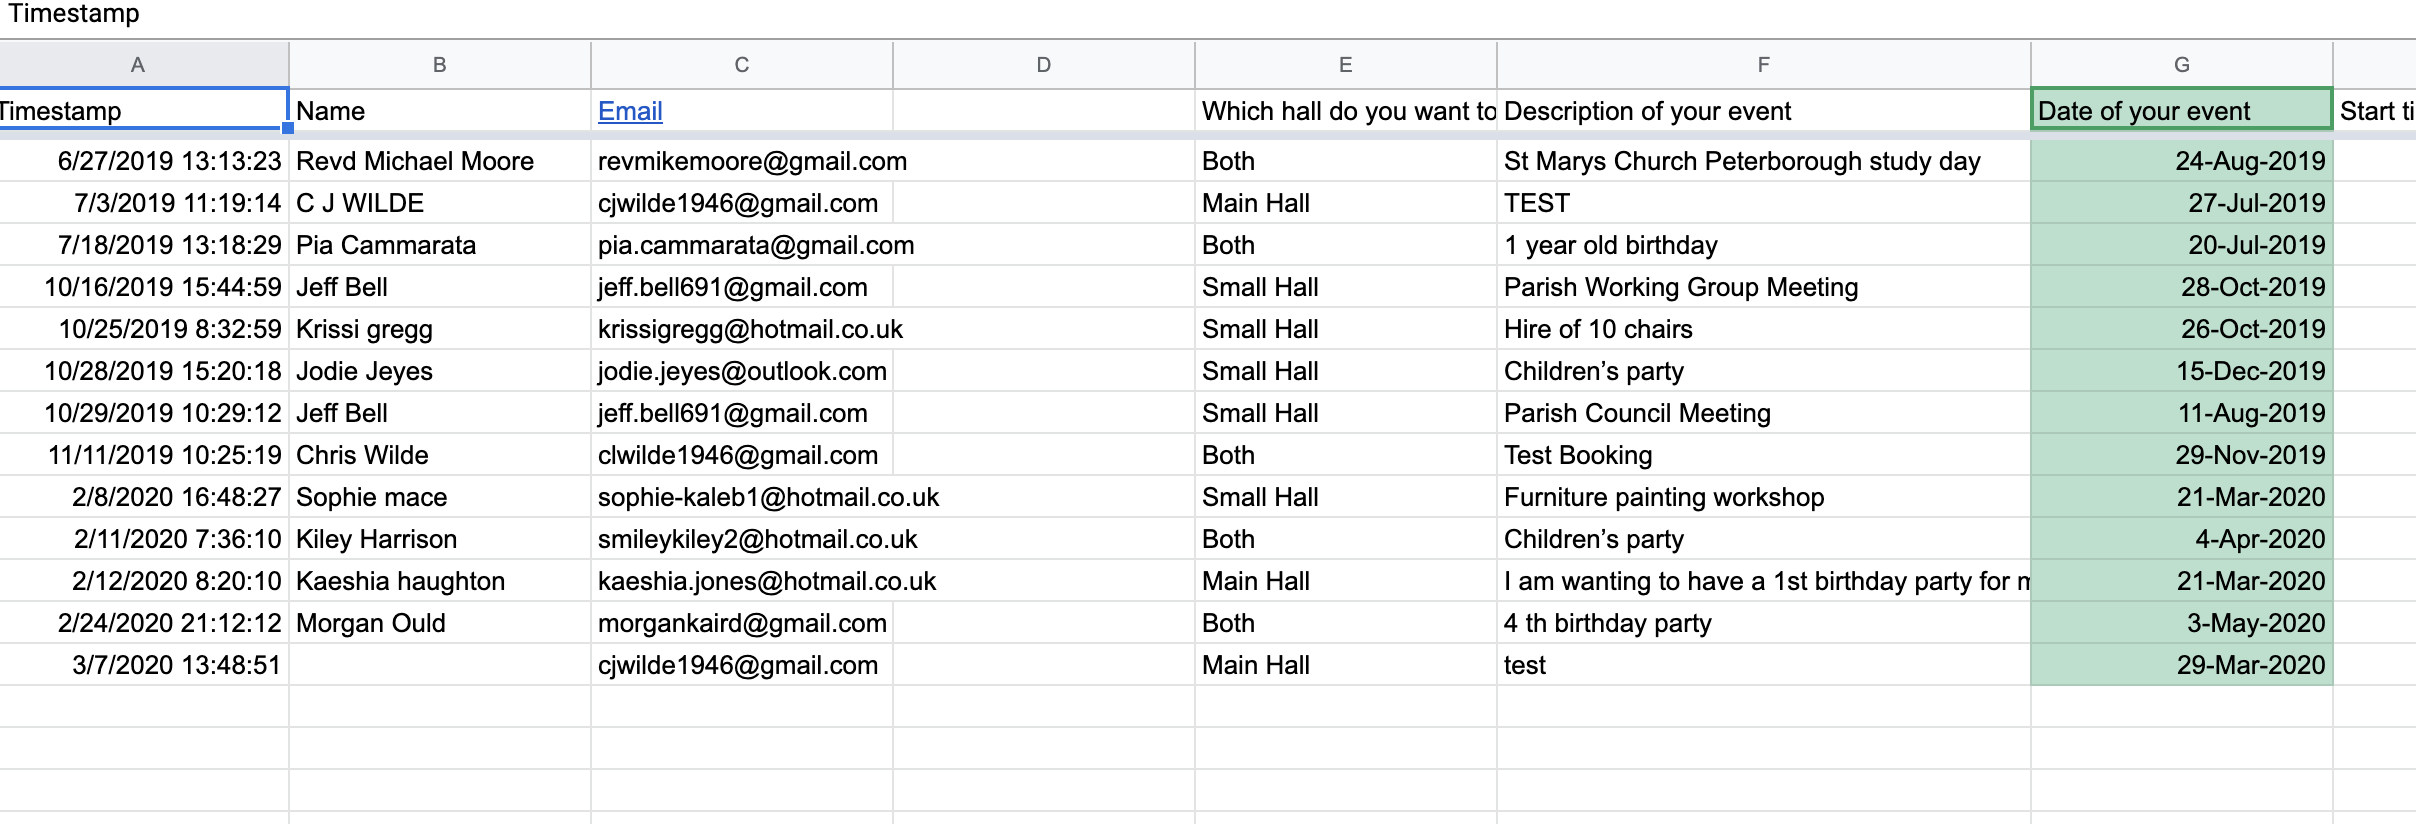 Timestamp
A B C D E F G
Timestamp Name Email Which hall do you want to Description of your event Date of your event Start ti
6/27/2019 13:13:23 Revd Michael Moore revmikemoore@gmail.com Both St Marys Church Peterborough study day 24-Aug-2019
7/3/2019 11:19:14 C J WILDE cjwilde1946@gmail.com Main Hall TEST 27-Jul-2019
7/18/2019 13:18:29 Pia Cammarata pia.cammarata@gmail.com Both 1 year old birthday 20-Jul-2019
10/16/2019 15:44:59 Jeff Bell jeff.bell691@gmail.com Small Hall Parish Working Group Meeting 28-Oct-2019
10/25/2019 8:32:59 Krissi gregg krissigregg@hotmail.co.uk Small Hall Hire of 10 chairs 26-Oct-2019
10/28/2019 15:20:18 Jodie Jeyes jodie.jeyes@outlook.com Small Hall Children’s party 15-Dec-2019
10/29/2019 10:29:12 Jeff Bell jeff.bell691@gmail.com Small Hall Parish Council Meeting 11-Aug-2019
11/11/2019 10:25:19 Chris Wilde clwilde1946@gmail.com Both Test Booking 29-Nov-2019
2/8/2020 16:48:27 Sophie mace sophie-kaleb1@hotmail.co.uk Small Hall Furniture painting workshop 21-Mar-2020
2/11/2020 7:36:10 Kiley Harrison smileykiley2@hotmail.co.uk Both Children’s party 4-Apr-2020
2/12/2020 8:20:10 Kaeshia haughton kaeshia.jones@hotmail.co.uk Main Hall I am wanting to have a 1st birthday party for 21-Mar-2020
2/24/2020 21:12:12 Morgan Ould morgankaird@gmail.com Both 4 th birthday party 3-May-2020
3/7/2020 13:48:51 cjwilde1946@gmail.com Main Hall test 29-Mar-2020